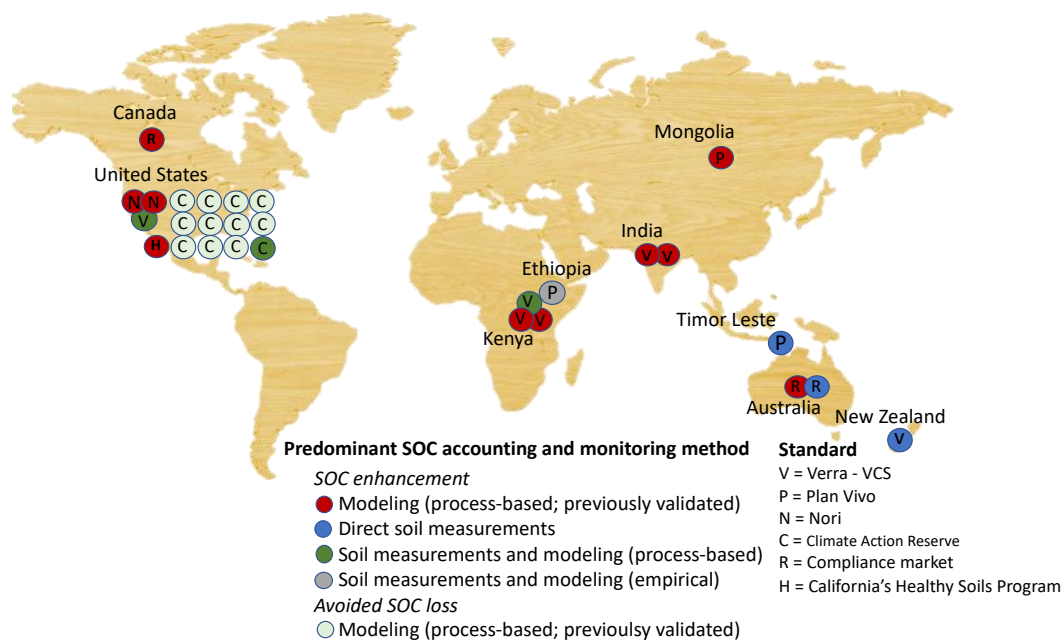 Canada
R
Mongolia
P
United States
N N C C C C
V C C C C
H C C C C
India
V V
Ethiopia
P
V
V V
Kenya
Timor Leste
P
R R
Australia
New Zealand
V
Predominant SOC accounting and monitoring method
SOC enhancement
Modeling (process-based; previously validated)
Direct soil measurements
Soil measurements and modeling (process-based)
Soil measurements and modeling (empirical)
Avoided SOC loss
Modeling (process-based; previoulsy validated)
Standard
V = Verra - VCS
P = Plan Vivo
N = Nori
C = Climate Action Reserve
R = Compliance market
H = California's Healthy Soils Program